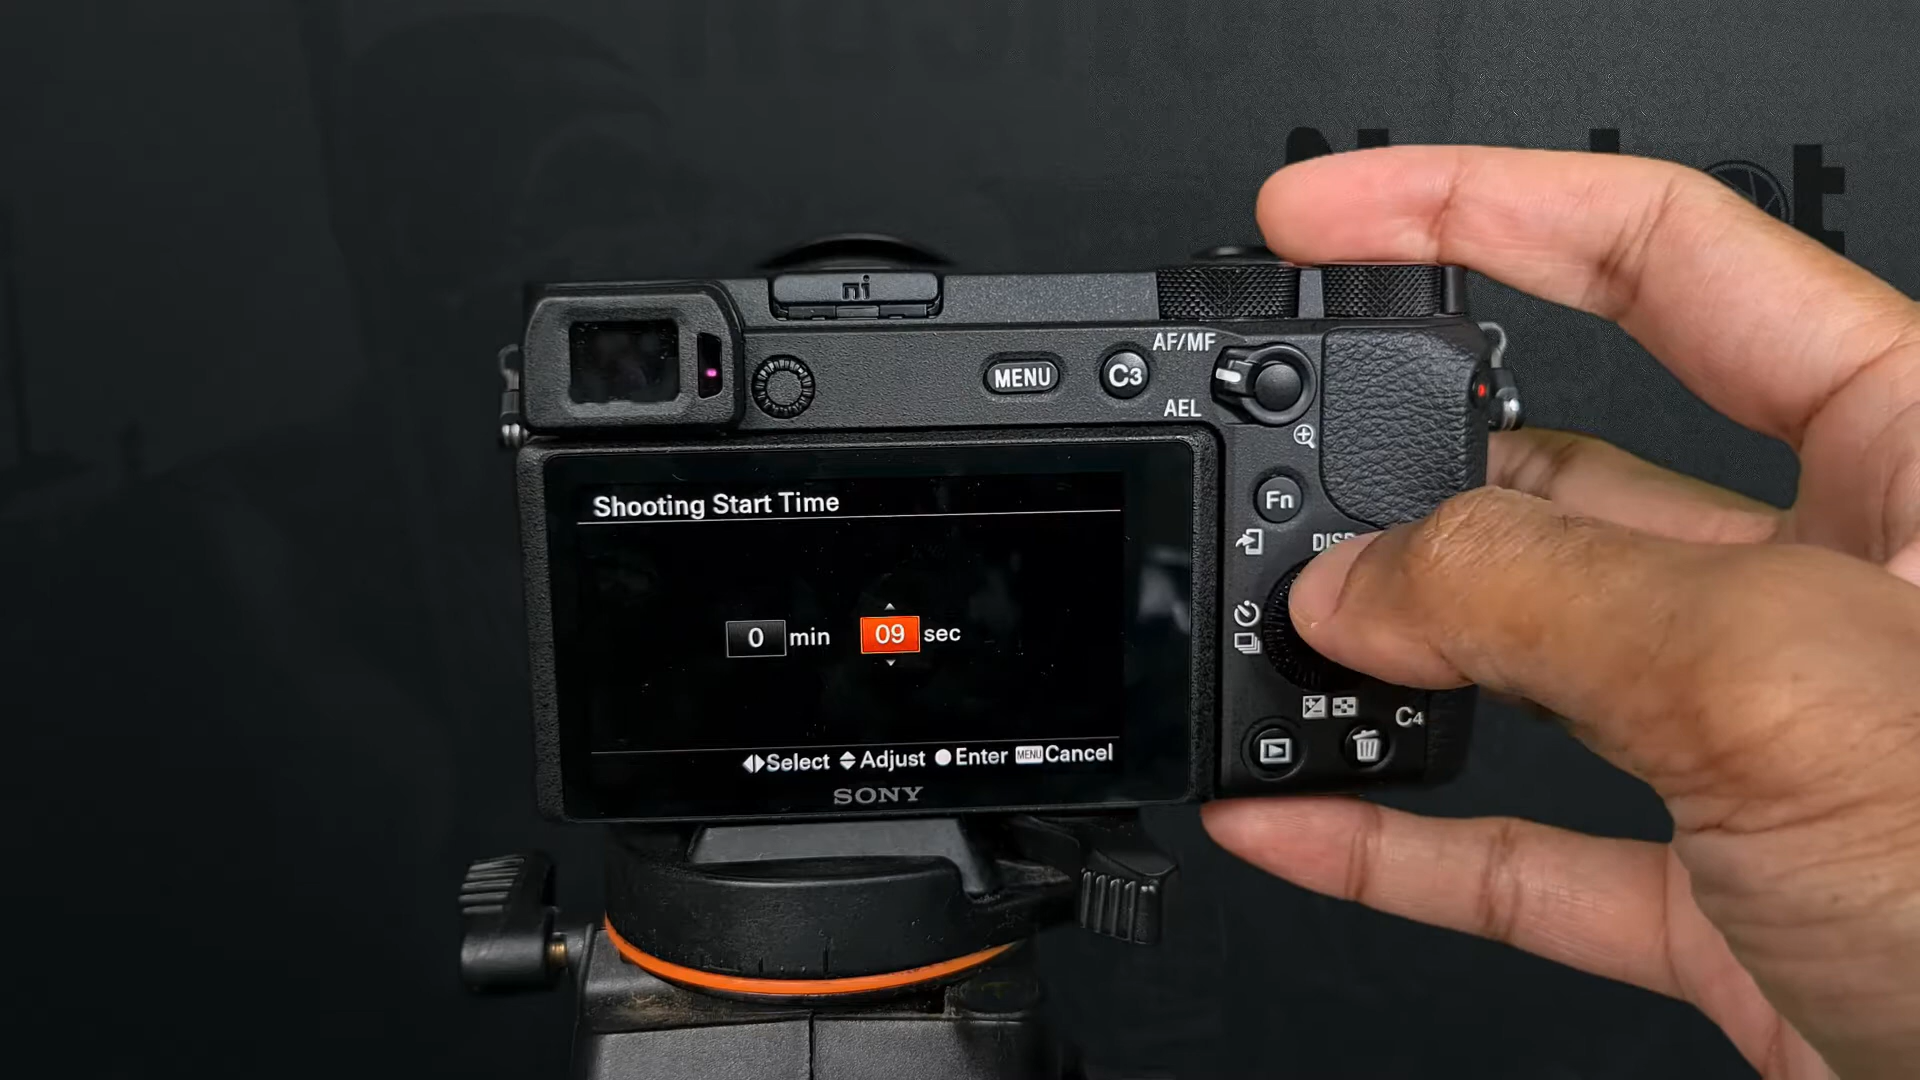 AF/MF
MENU
C3
AEL
Fn
Shooting Start Time
0 min 09 sec
Select Adjust Enter MENU Cancel
SONY
C4